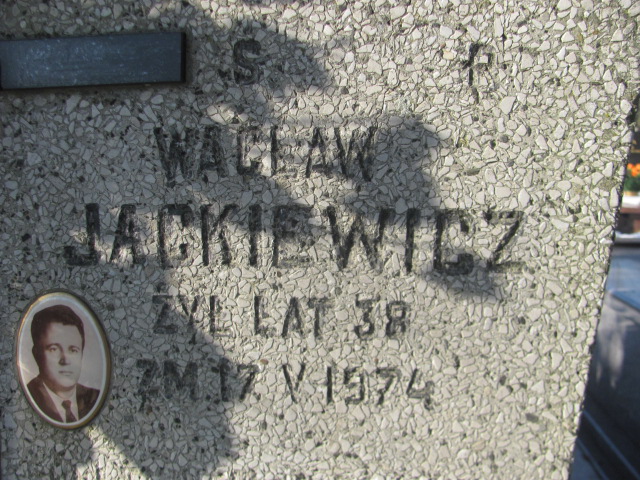 Ś P
WACŁAW
JACKIEWICZ
ŻYŁ LAT 38
ZM. 17 V 1974